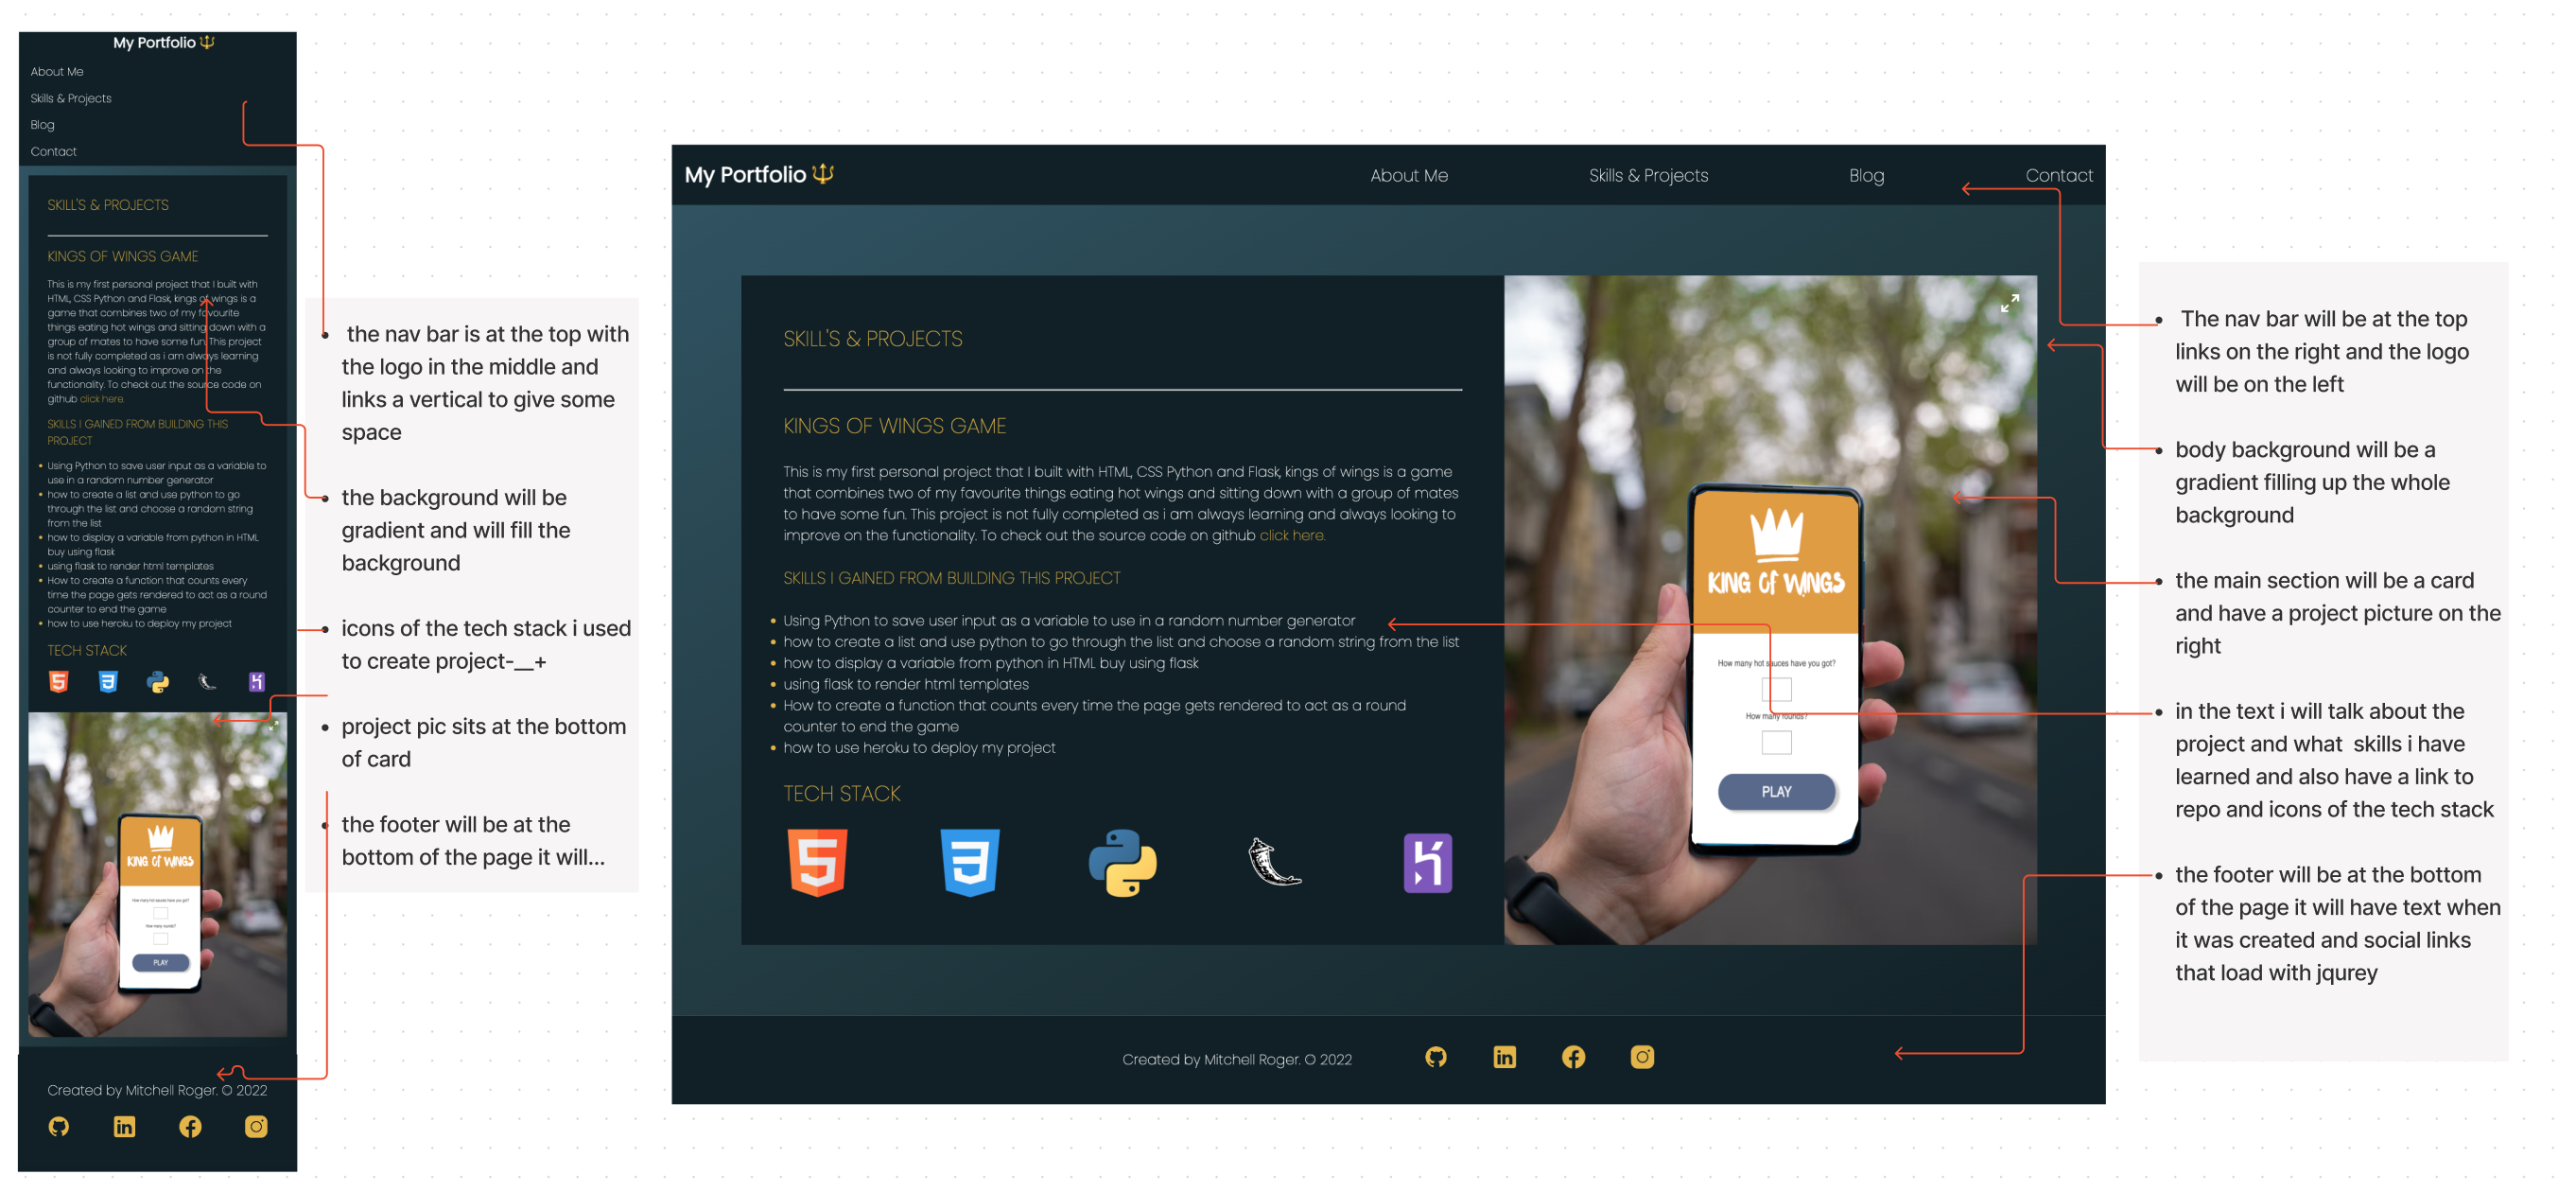 My Portfolio
About Me
Skills & Projects
Blog
Contact
SKILL'S & PROJECTS
KINGS OF WINGS GAME
This is my first personal project that I built with
HTML, CSS Python and Flask, kings of wings is a
game that combines two of my favourite
things eating hot wings and sitting down with a
group of mates to have some fun. This project
is not fully completed as i am always learning
and always looking to improve on the
functionality. To check out the source code on
github click here.
SKILLS I GAINED FROM BUILDING THIS
PROJECT
Using Python to save user input as a variable to
use in a random number generator
how to create a list and use python to go
through the list and choose a random string
from the list
how to display a variable from python in HTML
buy using flask
using flask to render html templates
How to create a function that counts every
time the page gets rendered to act as a round
counter to end the game
how to use heroku to deploy my project
TECH STACK
KING OF WINGS
How many hot sauces have you got?
How many rounds?
PLAY
Created by Mitchell Roger. © 2022
the nav bar is at the top with
the logo in the middle and
links a vertical to give some
space
the background will be
gradient and will fill the
background
icons of the tech stack i used
to create project-__+
project pic sits at the bottom
of card
the footer will be at the
bottom of the page it will...
My Portfolio
About Me
Skills & Projects
Blog
Contact
SKILL'S & PROJECTS
KINGS OF WINGS GAME
This is my first personal project that I built with HTML, CSS Python and Flask, kings of wings is a game
that combines two of my favourite things eating hot wings and sitting down with a group of mates
to have some fun. This project is not fully completed as i am always learning and always looking to
improve on the functionality. To check out the source code on github click here.
SKILLS I GAINED FROM BUILDING THIS PROJECT
Using Python to save user input as a variable to use in a random number generator
how to create a list and use python to go through the list and choose a random string from the list
how to display a variable from python in HTML buy using flask
using flask to render html templates
How to create a function that counts every time the page gets rendered to act as a round
counter to end the game
how to use heroku to deploy my project
TECH STACK
KING OF WINGS
How many hot sauces have you got?
How many rounds?
PLAY
Created by Mitchell Roger. © 2022
The nav bar will be at the top
links on the right and the logo
will be on the left
body background will be a
gradient filling up the whole
background
the main section will be a card
and have a project picture on the
right
in the text i will talk about the
project and what skills i have
learned and also have a link to
repo and icons of the tech stack
the footer will be at the bottom
of the page it will have text when
it was created and social links
that load with jqurey